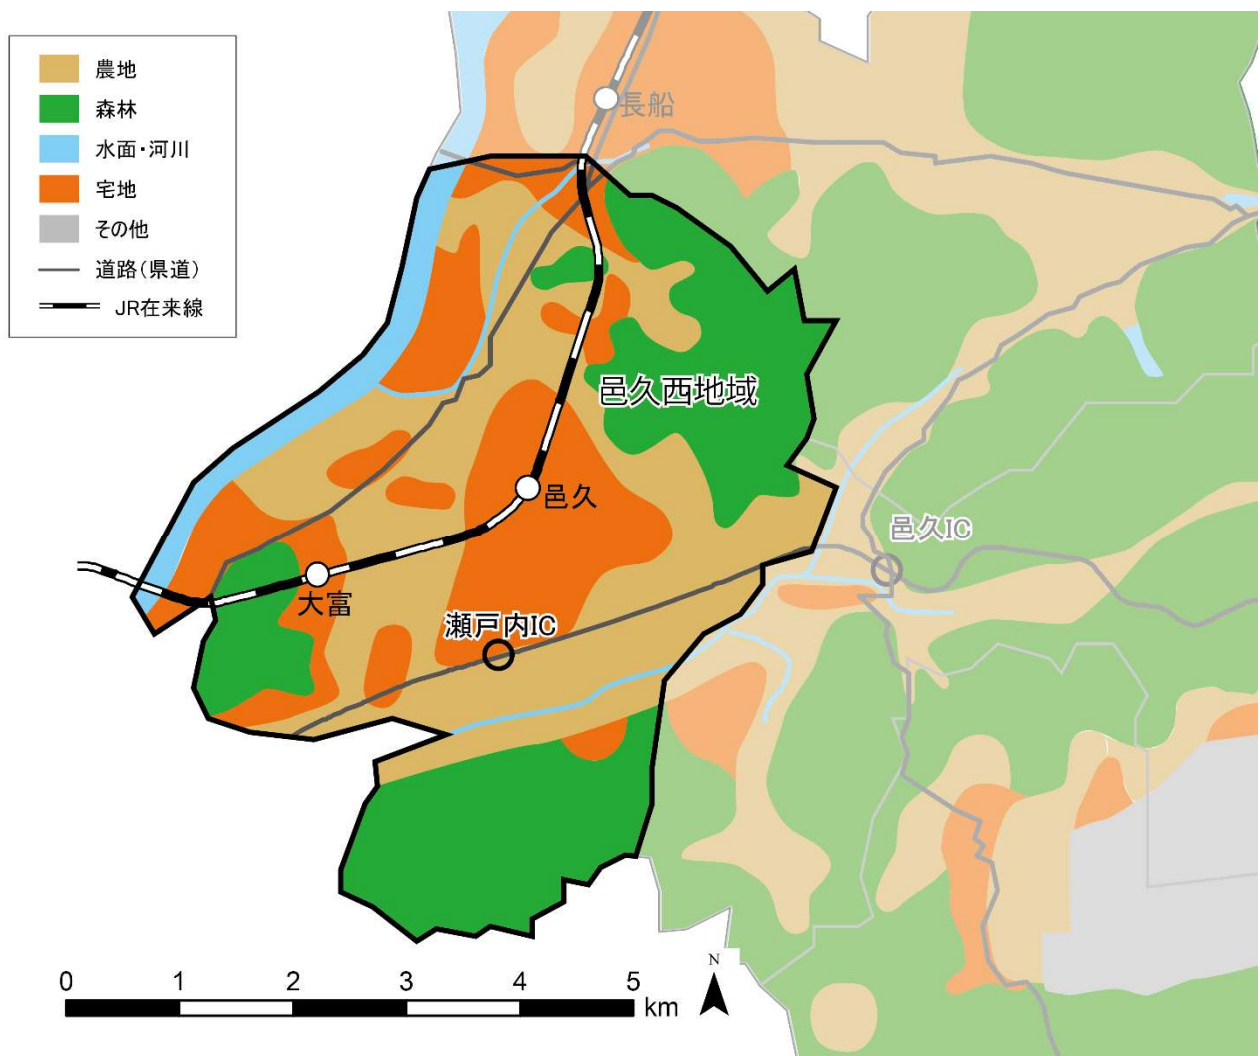 農地
森林
水面・河川
宅地
その他
道路(県道)
JR在来線
長船
邑久西地域
邑久
邑久IC
大富
瀬戸内IC
0 1 2 3 4 5
km
N